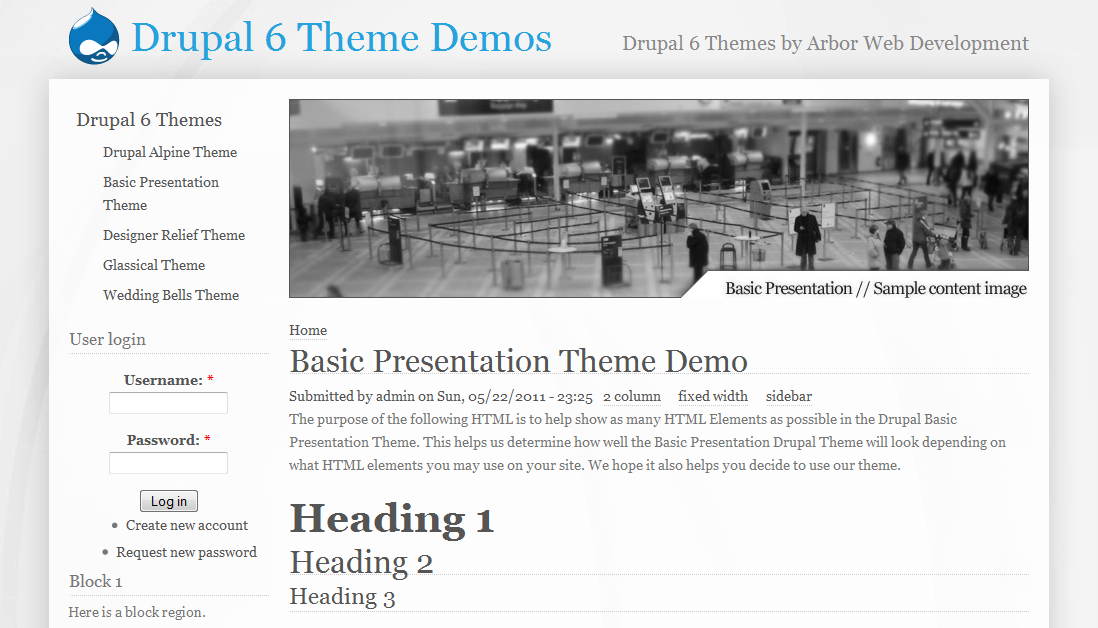 Drupal 6 Theme Demos
Drupal 6 Themes by Arbor Web Development
Drupal 6 Themes
Drupal Alpine Theme
Basic Presentation
Theme
Designer Relief Theme
Glassical Theme
Wedding Bells Theme
User login
Username: *
Password: *
Log in
Create new account
Request new password
Block 1
Here is a block region.
Basic Presentation // Sample content image
Home
Basic Presentation Theme Demo
Submitted by admin on Sun, 05/22/2011 - 23:25 2 column fixed width sidebar
The purpose of the following HTML is to help show as many HTML Elements as possible in the Drupal Basic
Presentation Theme. This helps us determine how well the Basic Presentation Drupal Theme will look depending on
what HTML elements you may use on your site. We hope it also helps you decide to use our theme.
Heading 1
Heading 2
Heading 3